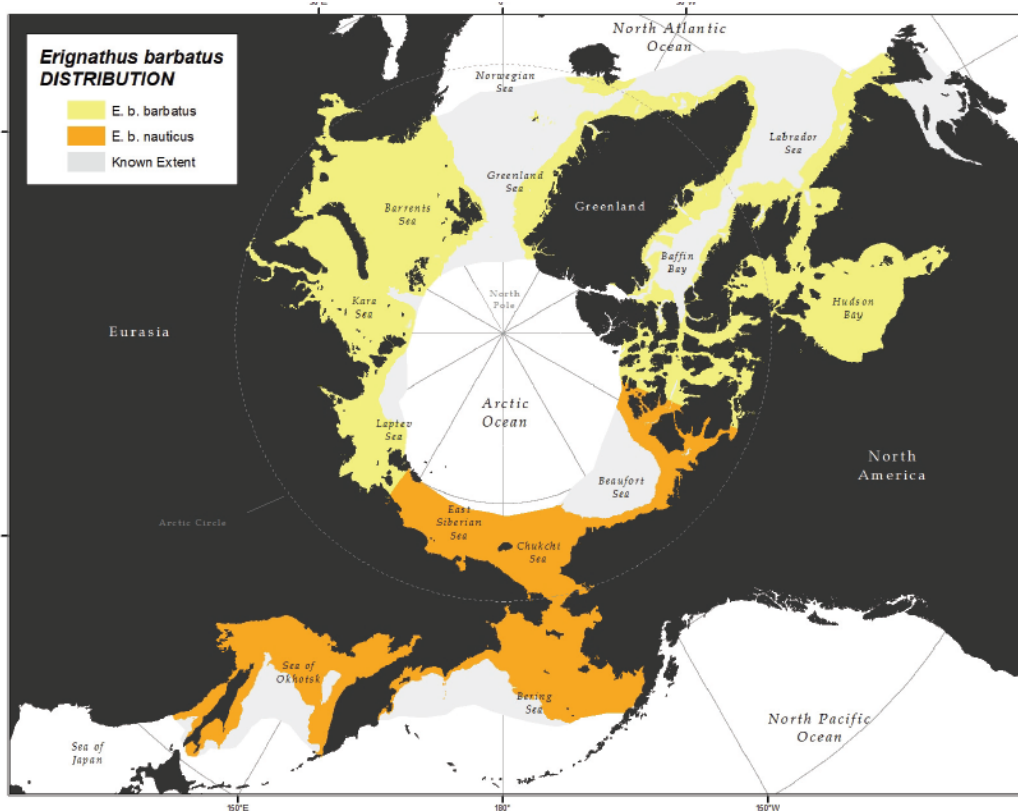 North Atlantic
Ocean
Erignathus barbatus
DISTRIBUTION
E. b. barbatus
E. b. nauticus
Known Extent
Norwegian
Sea
Labrador
Sea
Greenland
Sea
Barrents
Sea
Greenland
Baffin
Bay
North
Pole
Kara
Sea
Hudson
Bay
Eurasia
Arctic
Ocean
Laptev
Sea
North
America
Beaufort
Sea
Arctic Circle
East
Siberian
Sea
Chukchi
Sea
Sea of
Okhotsk
Bering
Sea
North Pacific
Ocean
Sea of
Japan
150°E
180°
150°W